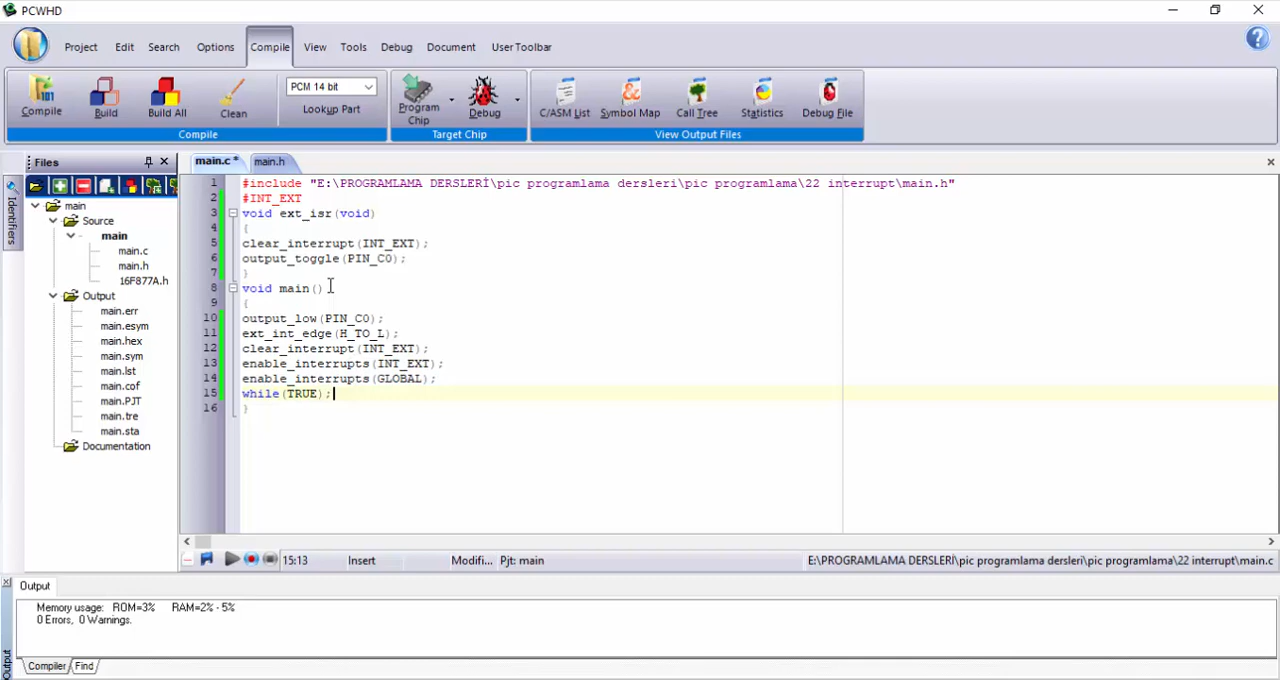 PCWHD
Project Edit Search Options Compile View Tools Debug Document User Toolbar
Compile Build Build All Clean PCM 14 bit Lookup Part Program Chip Debug C/ASM List Symbol Map Call Tree Statistics Debug File
Compile Target Chip View Output Files
Files
main.c * main.h
Identifiers
main
Source
main
main.c
main.h
16F877A.h
Output
main.err
main.esym
main.hex
main.sym
main.lst
main.cof
main.PJT
main.tre
main.sta
Documentation
1 #include "E:\PROGRAMLAMA DERSLERİ\pic programlama dersleri\pic programlama\22 interrupt\main.h"
2 #INT_EXT
3 void ext_isr(void)
4 {
5 clear_interrupt(INT_EXT);
6 output_toggle(PIN_C0);
7 }
8 void main()
9 {
10 output_low(PIN_C0);
11 ext_int_edge(H_TO_L);
12 clear_interrupt(INT_EXT);
13 enable_interrupts(INT_EXT);
14 enable_interrupts(GLOBAL);
15 while(TRUE);
16 }
15:13 Insert Modifi... Pjt: main E:\PROGRAMLAMA DERSLERİ\pic programlama dersleri\pic programlama\22 interrupt\main.c
Output
Memory usage: ROM=3% RAM=2% - 5%
0 Errors, 0 Warnings.
Output
Compiler Find